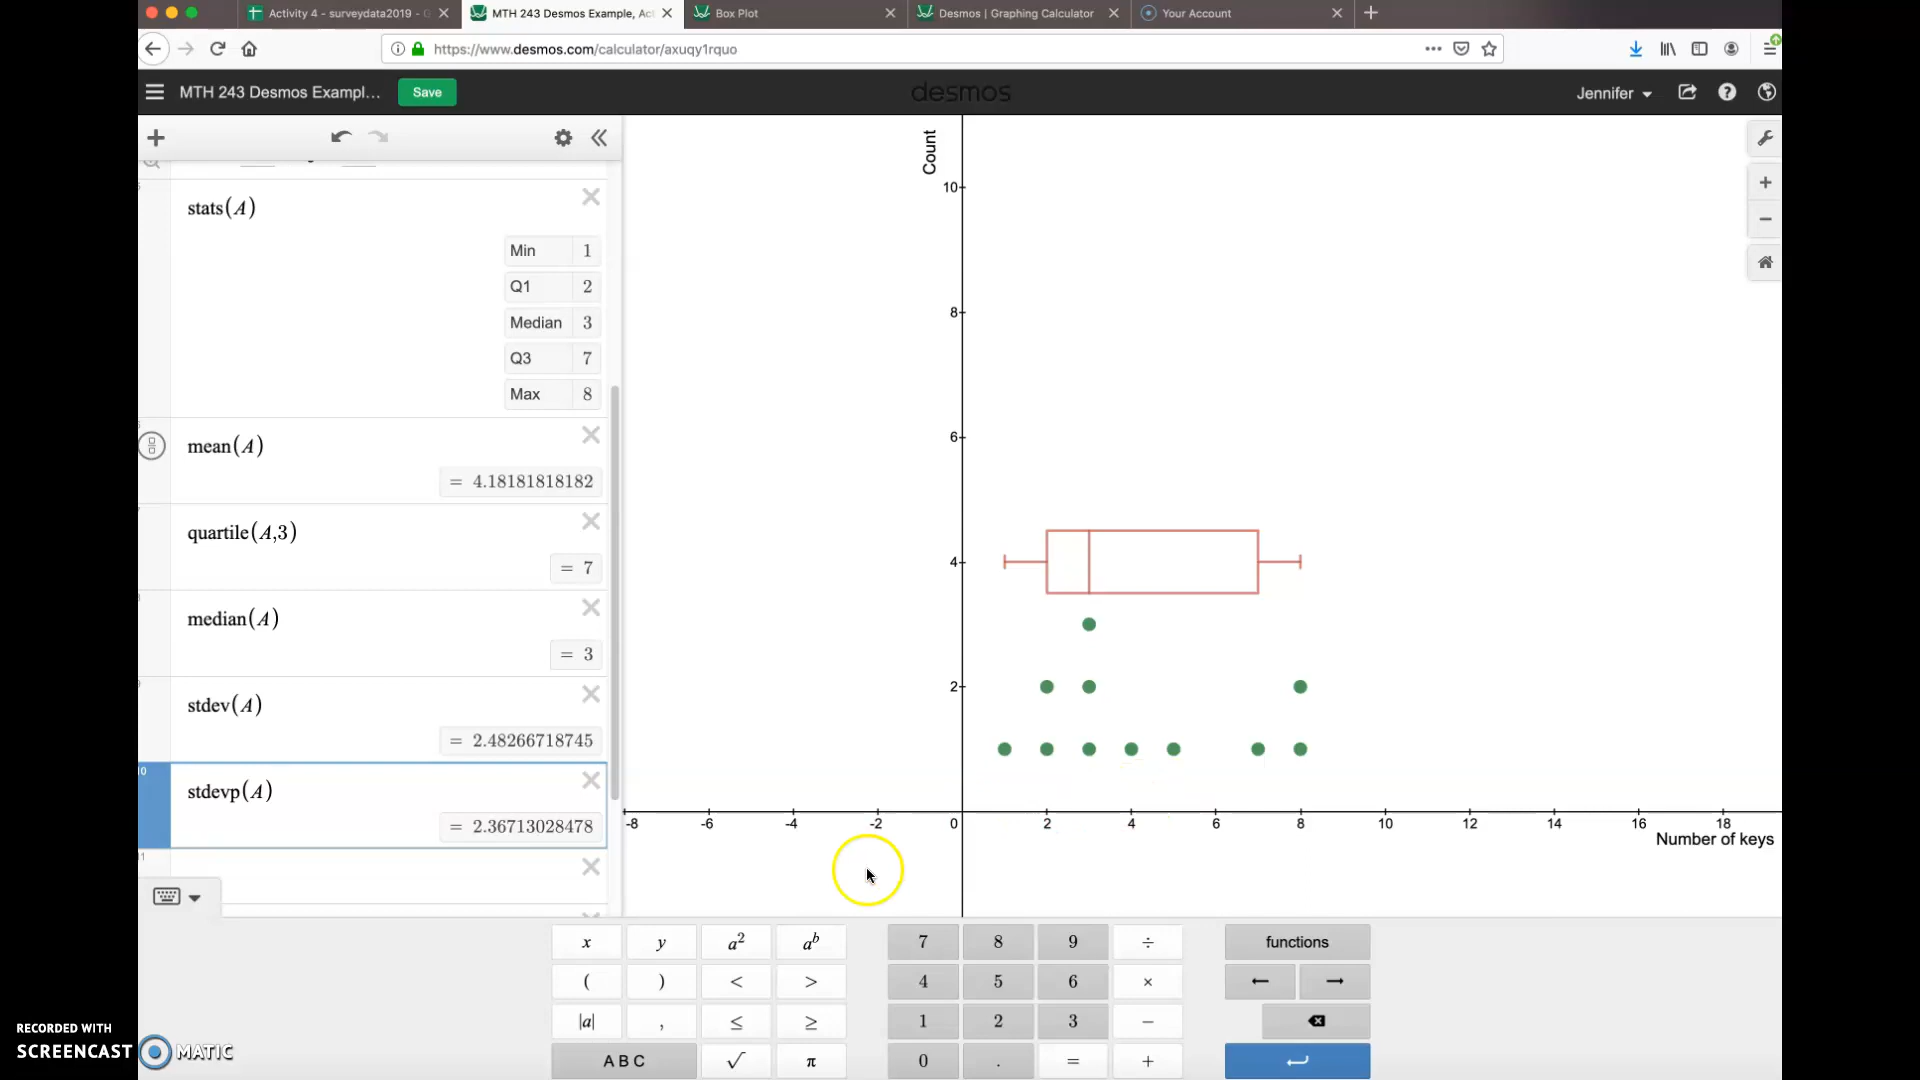 Activity 4 - surveydata2019 - G
MTH 243 Desmos Example, Act
Box Plot
Desmos | Graphing Calculator
Your Account
https://www.desmos.com/calculator/axuqy1rquo
MTH 243 Desmos Exampl...
Save
desmos
Jennifer
stats(A)
Min 1
Q1 2
Median 3
Q3 7
Max 8
mean(A)
= 4.18181818182
quartile(A,3)
= 7
median(A)
= 3
stdev(A)
= 2.48266718745
10
stdevp(A)
= 2.36713028478
11
Count
10
8
6
4
2
-8 -6 -4 -2 0 2 4 6 8 10 12 14 16 18
Number of keys
x y a² aᵇ 7 8 9 ÷ functions
( ) < > 4 5 6 × ← →
|a| , ≤ ≥ 1 2 3 −
A B C √ π 0 . = +
RECORDED WITH
SCREENCAST MATIC